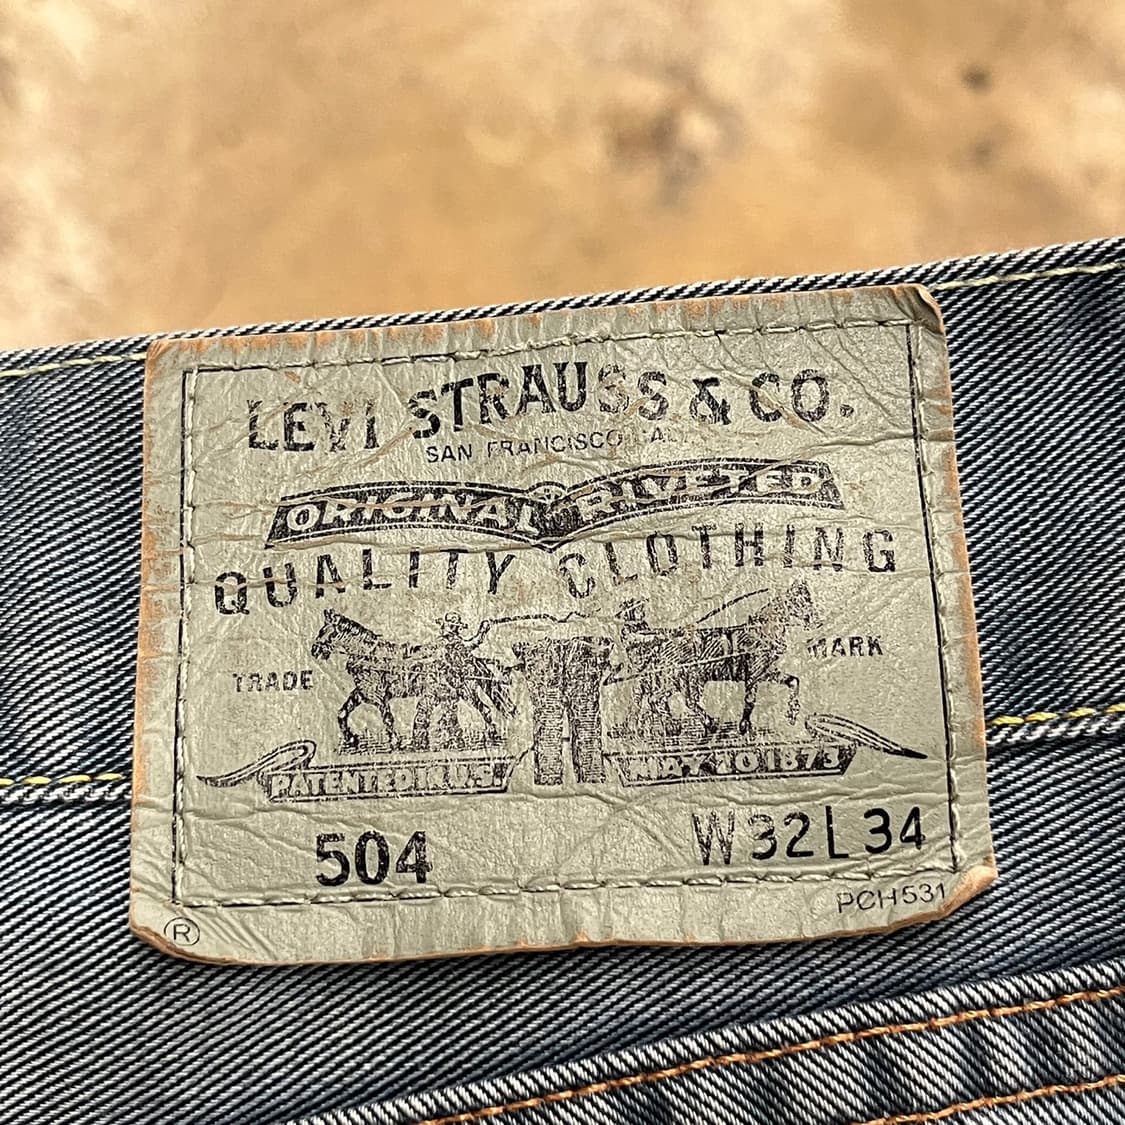 LEVI STRAUSS & CO.
SAN FRANCISCO CAL
ORIGINAL RIVETED
QUALITY CLOTHING
TRADE MARK
PATENTED IN U.S. MAY 20 1873
504 W32 L34
PCH531
®